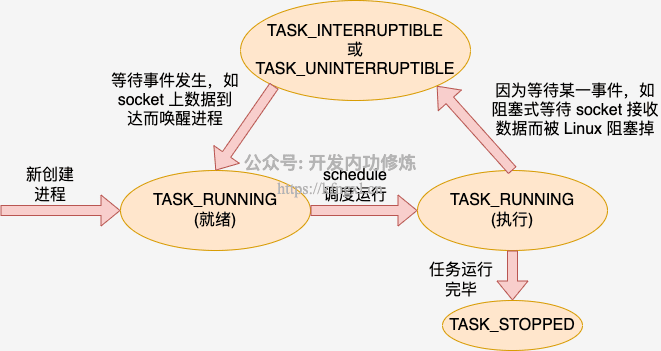 TASK_INTERRUPTIBLE
或
TASK_UNINTERRUPTIBLE
等待事件发生，如
socket 上数据到
达而唤醒进程
因为等待某一事件，如
阻塞式等待 socket 接收
数据而被 Linux 阻塞掉
公众号: 开发内功修炼
新创建
进程
TASK_RUNNING
(就绪)
schedule
调度运行
TASK_RUNNING
(执行)
任务运行
完毕
TASK_STOPPED